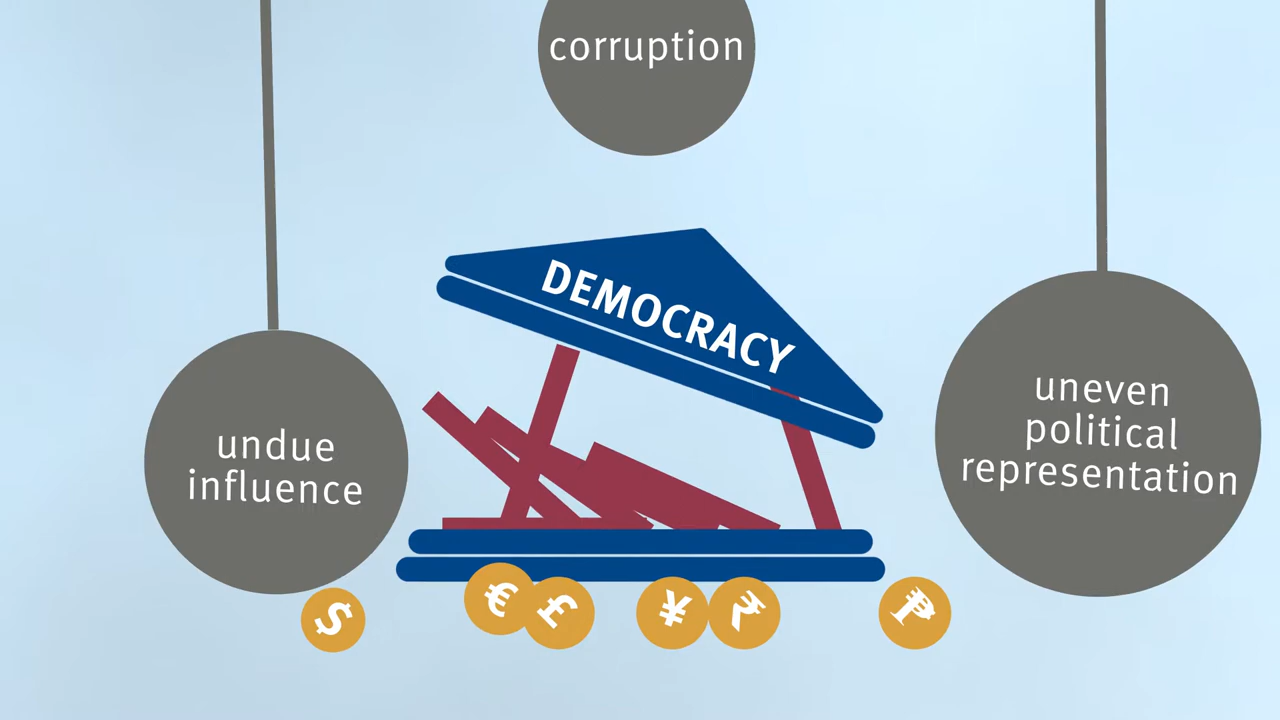 corruption
DEMOCRACY
undue
influence
uneven
political
representation
$
€
£
¥
₹
₱